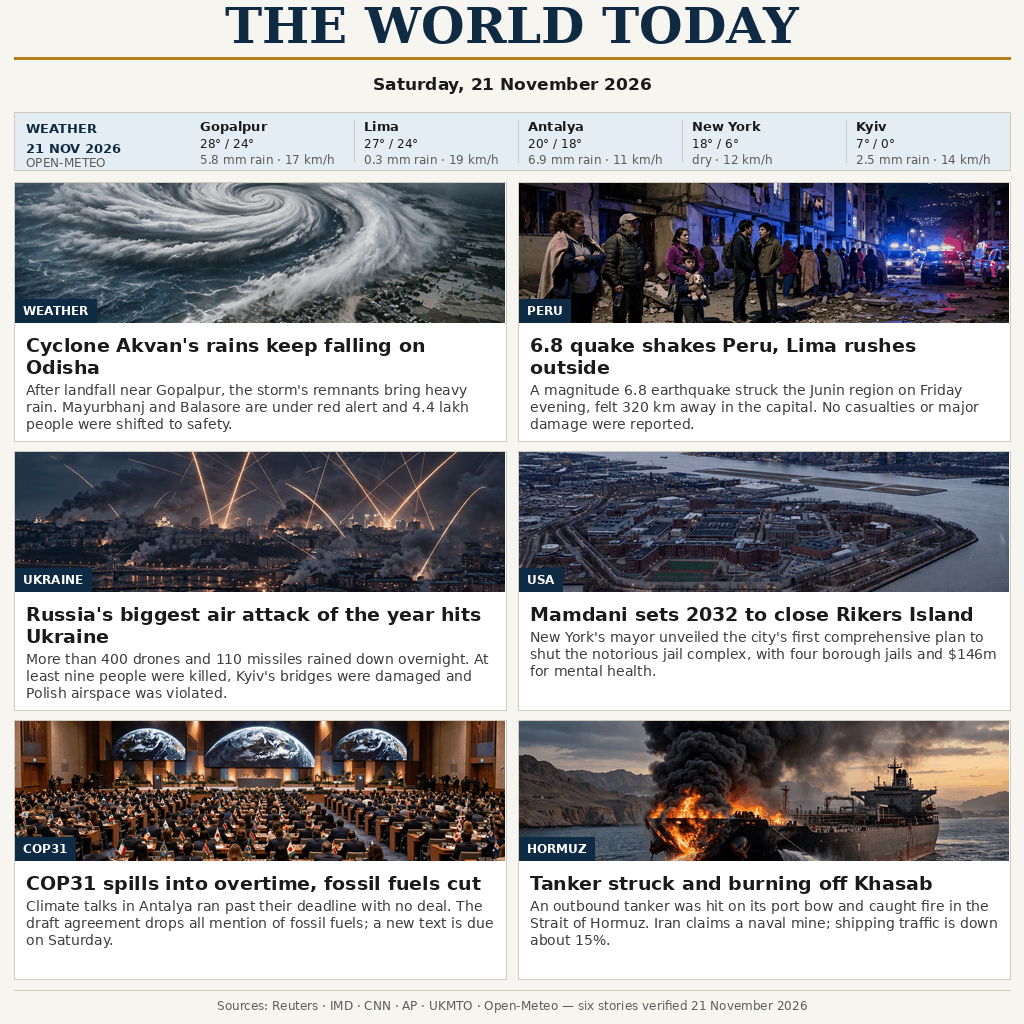 THE WORLD TODAY
Saturday, 21 November 2026
WEATHER
21 NOV 2026
OPEN-METEO
Gopalpur
28° / 24°
5.8 mm rain · 17 km/h
Lima
27° / 24°
0.3 mm rain · 19 km/h
Antalya
20° / 18°
6.9 mm rain · 11 km/h
New York
18° / 6°
dry · 12 km/h
Kyiv
7° / 0°
2.5 mm rain · 14 km/h
WEATHER
Cyclone Akvan's rains keep falling on
Odisha
After landfall near Gopalpur, the storm's remnants bring heavy
rain. Mayurbhanj and Balasore are under red alert and 4.4 lakh
people were shifted to safety.
PERU
6.8 quake shakes Peru, Lima rushes
outside
A magnitude 6.8 earthquake struck the Junin region on Friday
evening, felt 320 km away in the capital. No casualties or major
damage were reported.
UKRAINE
Russia's biggest air attack of the year hits
Ukraine
More than 400 drones and 110 missiles rained down overnight. At
least nine people were killed, Kyiv's bridges were damaged and
Polish airspace was violated.
USA
Mamdani sets 2032 to close Rikers Island
New York's mayor unveiled the city's first comprehensive plan to
shut the notorious jail complex, with four borough jails and $146m
for mental health.
COP31
COP31 spills into overtime, fossil fuels cut
Climate talks in Antalya ran past their deadline with no deal. The
draft agreement drops all mention of fossil fuels; a new text is due
on Saturday.
HORMUZ
Tanker struck and burning off Khasab
An outbound tanker was hit on its port bow and caught fire in the
Strait of Hormuz. Iran claims a naval mine; shipping traffic is down
about 15%.
Sources: Reuters · IMD · CNN · AP · UKMTO · Open-Meteo — six stories verified 21 November 2026